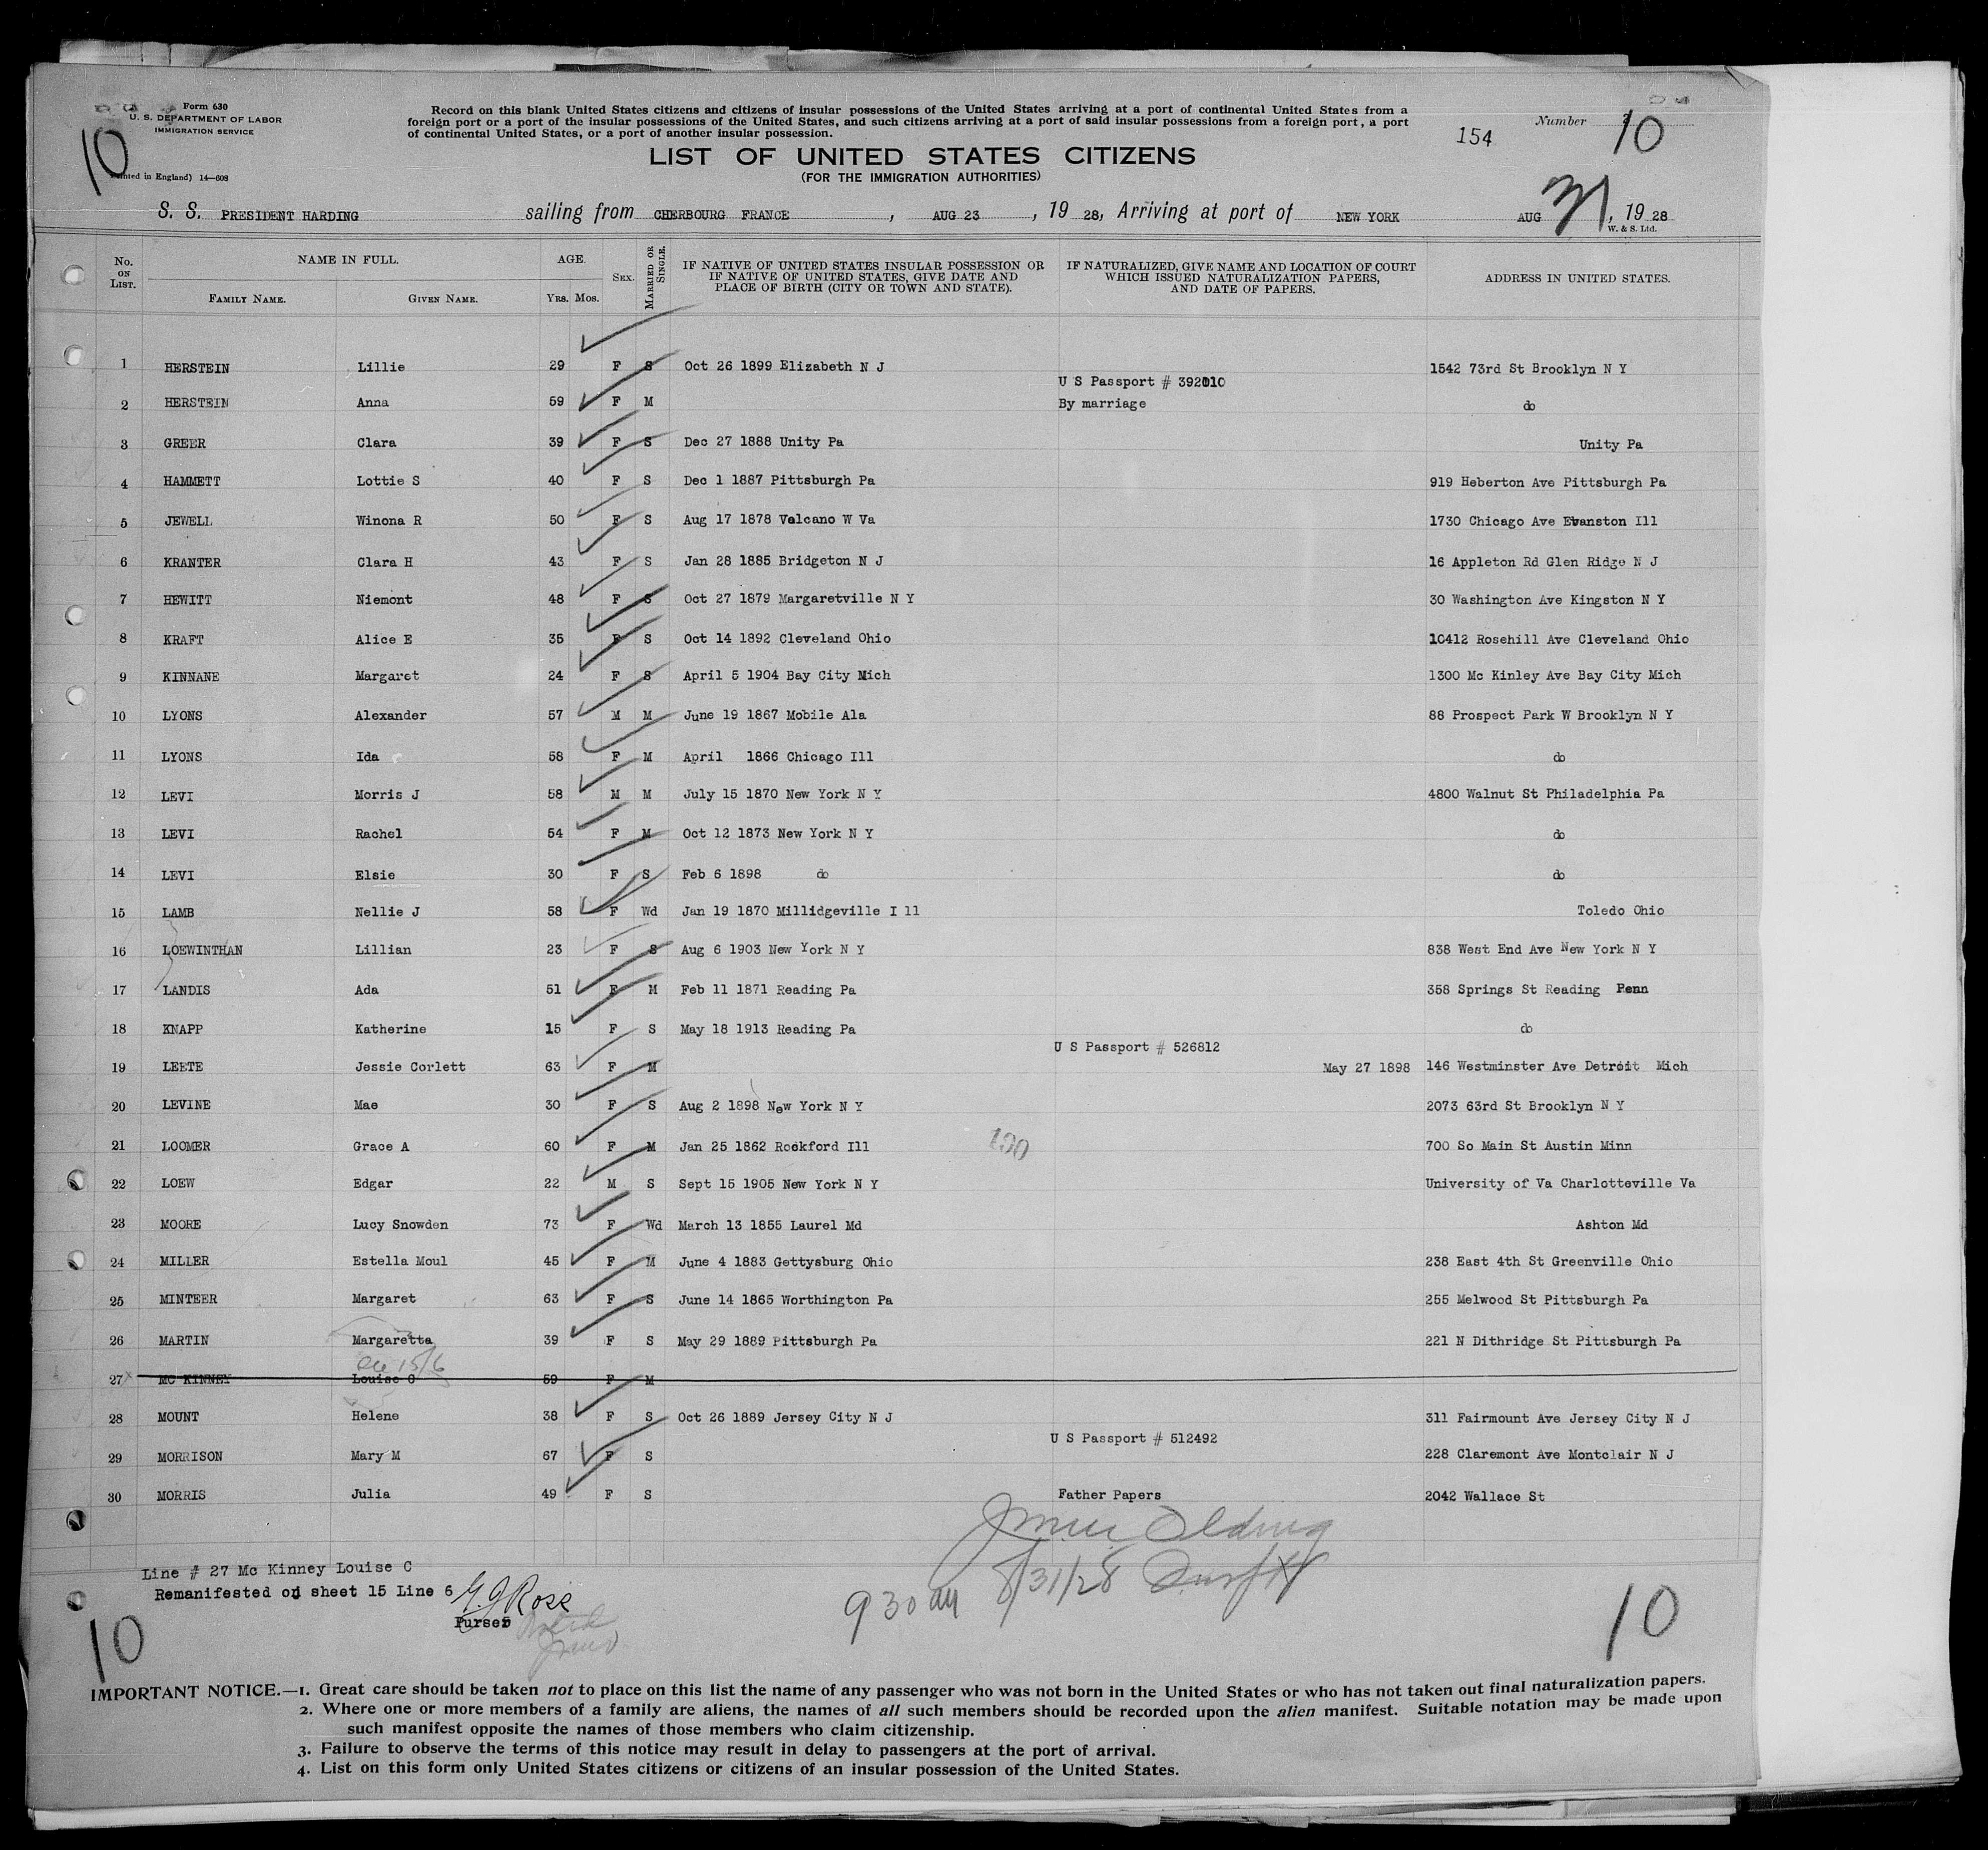 Form 630
U. S. DEPARTMENT OF LABOR
IMMIGRATION SERVICE
10
(Printed in England) 14—608
Record on this blank United States citizens and citizens of insular possessions of the United States arriving at a port of continental United States from a
foreign port or a port of the insular possessions of the United States, and such citizens arriving at a port of said insular possessions from a foreign port, a port
of continental United States, or a port of another insular possession.
154
Number 10
LIST OF UNITED STATES CITIZENS
(FOR THE IMMIGRATION AUTHORITIES)
S. S. PRESIDENT HARDING sailing from CHERBOURG FRANCE, AUG 23, 19 28, Arriving at port of NEW YORK AUG 31, 19 28
W. & S. Ltd.
No. ON LIST. NAME IN FULL. FAMILY NAME. GIVEN NAME. AGE. YRS. MOS. SEX. MARRIED OR SINGLE. IF NATIVE OF UNITED STATES INSULAR POSSESSION OR IF NATIVE OF UNITED STATES, GIVE DATE AND PLACE OF BIRTH (CITY OR TOWN AND STATE). IF NATURALIZED, GIVE NAME AND LOCATION OF COURT WHICH ISSUED NATURALIZATION PAPERS, AND DATE OF PAPERS. ADDRESS IN UNITED STATES.
1 HERSTEIN Lillie 29 F S Oct 26 1899 Elizabeth N J 1542 73rd St Brooklyn N Y
U S Passport # 392010
2 HERSTEIN Anna 59 F M By marriage do
3 GREER Clara 39 F S Dec 27 1888 Unity Pa Unity Pa
4 HAMMETT Lottie S 40 F S Dec 1 1887 Pittsburgh Pa 919 Heberton Ave Pittsburgh Pa
5 JEWELL Winona R 50 F S Aug 17 1878 Valcano W Va 1730 Chicago Ave Evanston Ill
6 KRANTER Clara H 43 F S Jan 28 1885 Bridgeton N J 16 Appleton Rd Glen Ridge N J
7 HEWITT Niemont 48 F S Oct 27 1879 Margaretville N Y 30 Washington Ave Kingston N Y
8 KRAFT Alice E 35 F S Oct 14 1892 Cleveland Ohio 10412 Rosehill Ave Cleveland Ohio
9 KINNANE Margaret 24 F S April 5 1904 Bay City Mich 1300 Mc Kinley Ave Bay City Mich
10 LYONS Alexander 57 M M June 19 1867 Mobile Ala 88 Prospect Park W Brooklyn N Y
11 LYONS Ida 58 F M April 1866 Chicago Ill do
12 LEVI Morris J 58 M M July 15 1870 New York N Y 4800 Walnut St Philadelphia Pa
13 LEVI Rachel 54 F M Oct 12 1873 New York N Y do
14 LEVI Elsie 30 F S Feb 6 1898 do do
15 LAMB Nellie J 58 F Wd Jan 19 1870 Millidgeville I ll Toledo Ohio
16 LOEWINTHAN Lillian 23 F S Aug 6 1903 New York N Y 838 West End Ave New York N Y
17 LANDIS Ada 51 F M Feb 11 1871 Reading Pa 358 Springs St Reading Penn
18 KNAPP Katherine 15 F S May 18 1913 Reading Pa do
U S Passport # 526812
19 LEETE Jessie Corlett 63 F M May 27 1898 146 Westminster Ave Detroit Mich
20 LEVINE Mae 30 F S Aug 2 1898 New York N Y 2073 63rd St Brooklyn N Y
21 LOOMER Grace A 60 F M Jan 25 1862 Rockford Ill 700 So Main St Austin Minn
22 LOEW Edgar 22 M S Sept 15 1905 New York N Y University of Va Charlotteville Va
23 MOORE Lucy Snowden 73 F Wd March 13 1855 Laurel Md Ashton Md
24 MILLER Estella Moul 45 F M June 4 1883 Gettysburg Ohio 238 East 4th St Greenville Ohio
25 MINTEER Margaret 63 F S June 14 1865 Worthington Pa 255 Melwood St Pittsburgh Pa
26 MARTIN Margaretta 39 F S May 29 1889 Pittsburgh Pa 221 N Dithridge St Pittsburgh Pa
15/6
27 MC KINNEY Louise C 59 F M
28 MOUNT Helene 38 F S Oct 26 1889 Jersey City N J 311 Fairmount Ave Jersey City N J
U S Passport # 512492
29 MORRISON Mary M 67 F S 228 Claremont Ave Montclair N J
30 MORRIS Julia 49 F S Father Papers 2042 Wallace St
Line # 27 Mc Kinney Louise C
Remanifested on sheet 15 Line 6
Ross
Purser
9 30 am 8/31/28
10
10
IMPORTANT NOTICE.—1. Great care should be taken not to place on this list the name of any passenger who was not born in the United States or who has not taken out final naturalization papers.
2. Where one or more members of a family are aliens, the names of all such members should be recorded upon the alien manifest. Suitable notation may be made upon
such manifest opposite the names of those members who claim citizenship.
3. Failure to observe the terms of this notice may result in delay to passengers at the port of arrival.
4. List on this form only United States citizens or citizens of an insular possession of the United States.